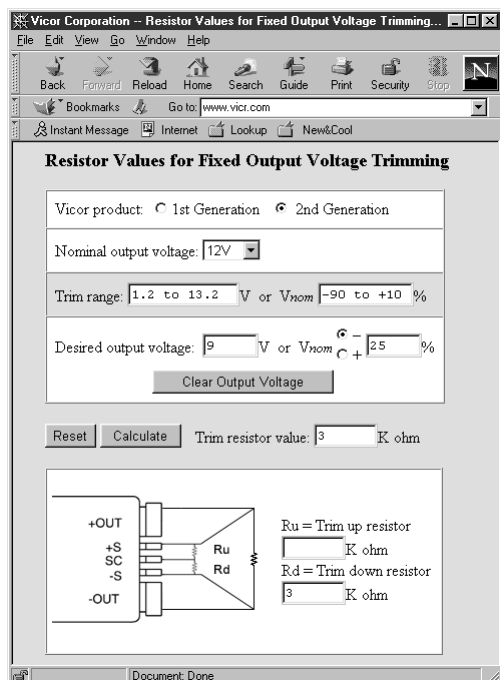 Vicor Corporation -- Resistor Values for Fixed Output Voltage Trimming...
File Edit View Go Window Help
Back Forward Reload Home Search Guide Print Security Stop N
Bookmarks Go to: www.vicr.com
Instant Message Internet Lookup New&Cool
Resistor Values for Fixed Output Voltage Trimming
Vicor product: 1st Generation 2nd Generation
Nominal output voltage: 12V
Trim range: 1.2 to 13.2 V or Vnom -90 to +10 %
Desired output voltage: 9 V or Vnom - + 25 %
Clear Output Voltage
Reset Calculate Trim resistor value: 3 K ohm
+OUT
+S
SC
-S
-OUT
Ru
Rd
Ru = Trim up resistor
K ohm
Rd = Trim down resistor
3 K ohm
Document: Done